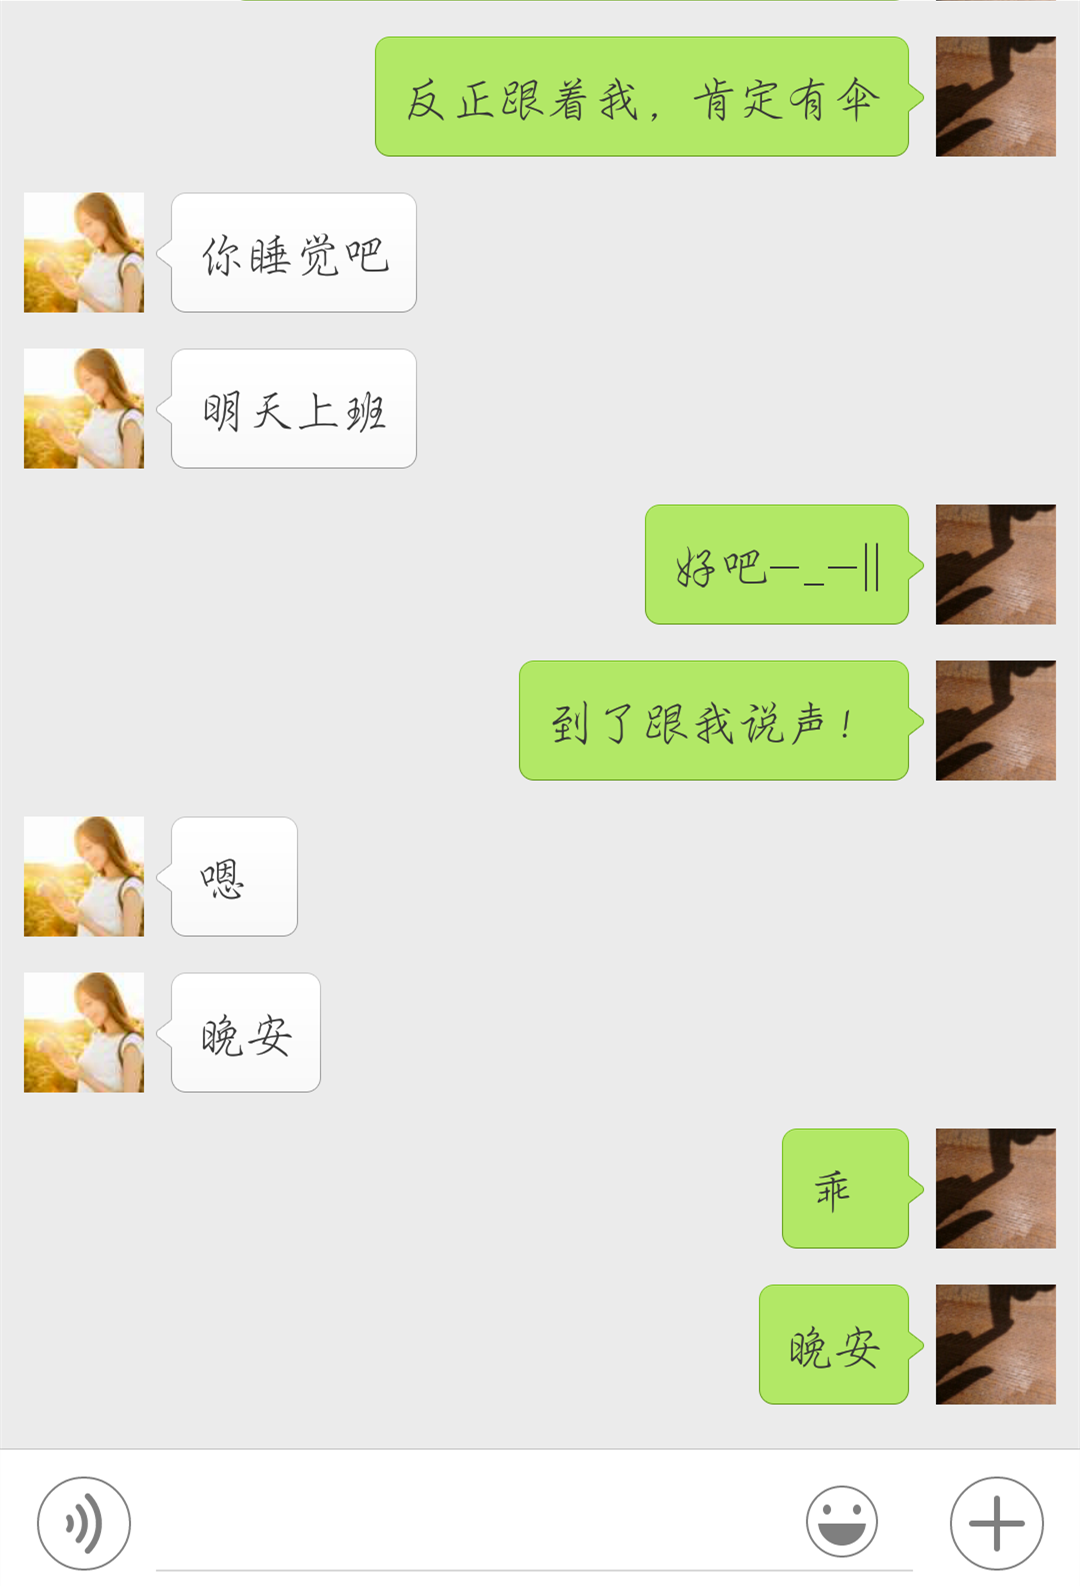 反正跟着我，肯定有伞
你睡觉吧
明天上班
好吧—_—||
到了跟我说声！
嗯
晚安
乖
晚安